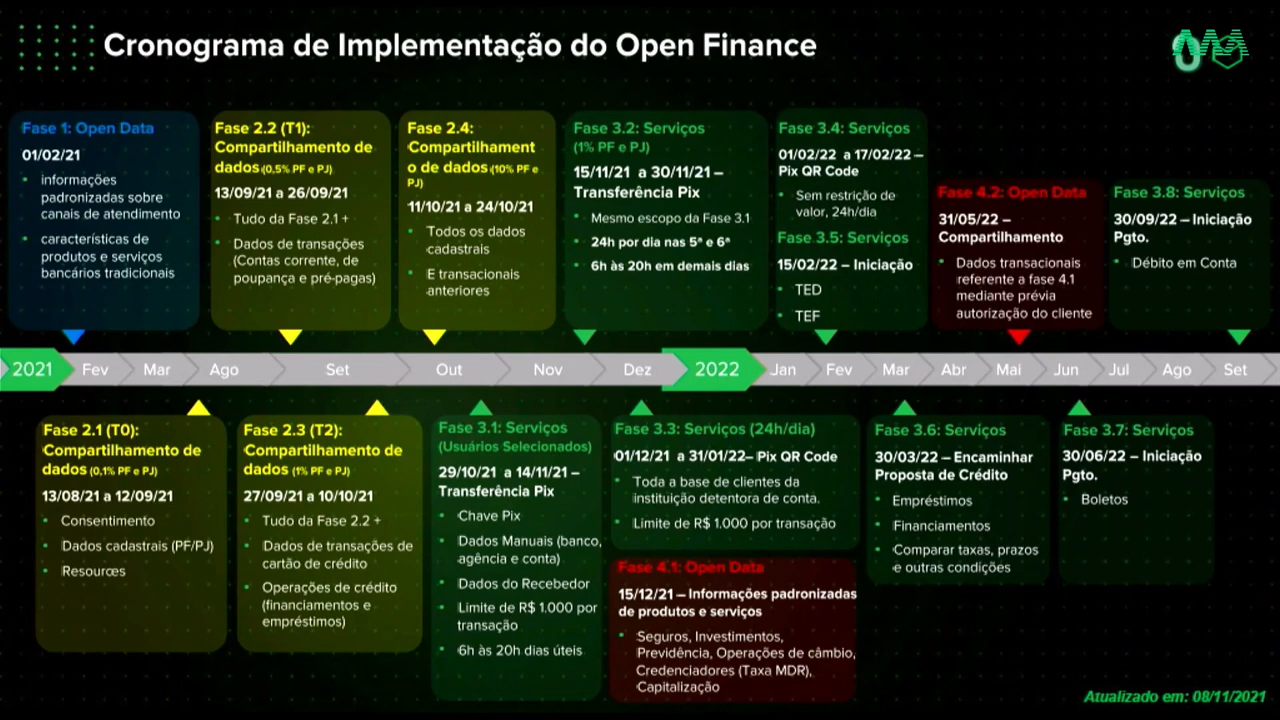 Cronograma de Implementação do Open Finance
Fase 1: Open Data
01/02/21
• informações
padronizadas sobre
canais de atendimento
• características de
produtos e serviços
bancários tradicionais
Fase 2.2 (T1):
Compartilhamento de
dados (0,5% PF e PJ)
13/09/21 a 26/09/21
• Tudo da Fase 2.1 +
• Dados de transações
(Contas corrente, de
poupança e pré-pagas)
Fase 2.4:
Compartilhament
o de dados (10% PF e
PJ)
11/10/21 a 24/10/21
• Todos os dados
cadastrais
• E transacionais
anteriores
Fase 3.2: Serviços
(1% PF e PJ)
15/11/21 a 30/11/21 –
Transferência Pix
• Mesmo escopo da Fase 3.1
• 24h por dia nas 5ª e 6ª
• 6h às 20h em demais dias
Fase 3.4: Serviços
01/02/22 a 17/02/22 –
Pix QR Code
• Sem restrição de
valor, 24h/dia
Fase 3.5: Serviços
15/02/22 – Iniciação
• TED
• TEF
Fase 4.2: Open Data
31/05/22 –
Compartilhamento
• Dados transacionais
referente a fase 4.1
mediante prévia
autorização do cliente
Fase 3.8: Serviços
30/09/22 – Iniciação
Pgto.
• Débito em Conta
2021 Fev Mar Ago Set Out Nov Dez 2022 Jan Fev Mar Abr Mai Jun Jul Ago Set
Fase 2.1 (T0):
Compartilhamento de
dados (0,1% PF e PJ)
13/08/21 a 12/09/21
• Consentimento
• Dados cadastrais (PF/PJ)
• Resources
Fase 2.3 (T2):
Compartilhamento de
dados (1% PF e PJ)
27/09/21 a 10/10/21
• Tudo da Fase 2.2 +
• Dados de transações de
cartão de crédito
• Operações de crédito
(financiamentos e
empréstimos)
Fase 3.1: Serviços
(Usuários Selecionados)
29/10/21 a 14/11/21 –
Transferência Pix
• Chave Pix
• Dados Manuais (banco,
agência e conta)
• Dados do Recebedor
• Limite de R$ 1.000 por
transação
• 6h às 20h dias úteis
Fase 3.3: Serviços (24h/dia)
01/12/21 a 31/01/22– Pix QR Code
• Toda a base de clientes da
instituição detentora de conta.
• Limite de R$ 1.000 por transação
Fase 4.1: Open Data
15/12/21 – Informações padronizadas
de produtos e serviços
• Seguros, Investimentos,
Previdência, Operações de câmbio,
Credenciadores (Taxa MDR),
Capitalização
Fase 3.6: Serviços
30/03/22 – Encaminhar
Proposta de Crédito
• Empréstimos
• Financiamentos
• Comparar taxas, prazos
e outras condições
Fase 3.7: Serviços
30/06/22 – Iniciação
Pgto.
• Boletos
Atualizado em: 08/11/2021